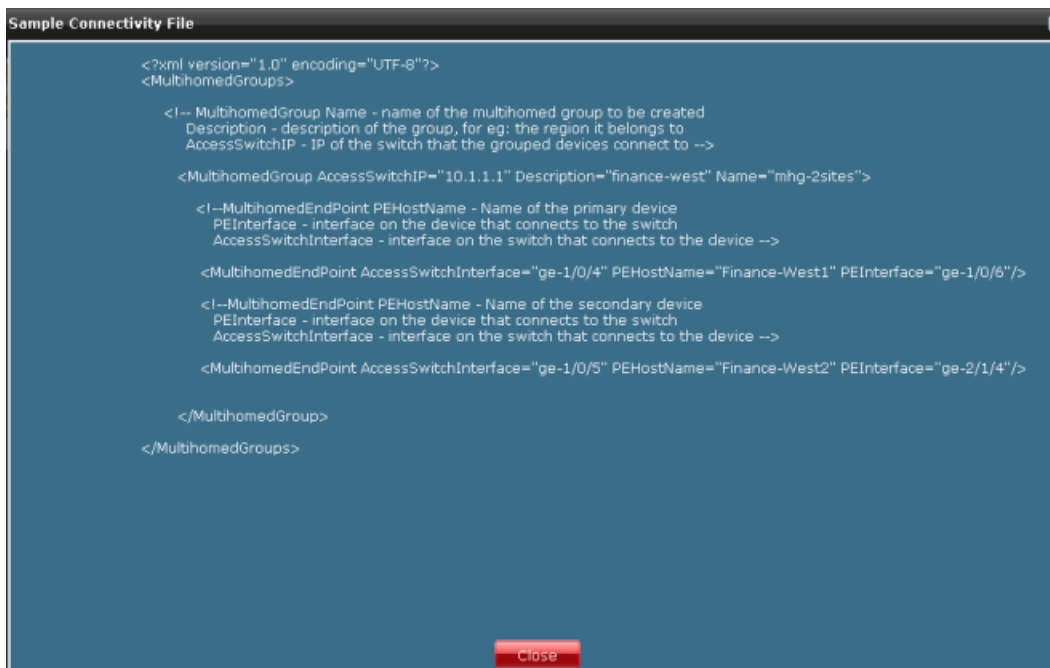 Sample Connectivity File
<?xml version="1.0" encoding="UTF-8"?>
<MultihomedGroups>
<!-- MultihomedGroup Name - name of the multihomed group to be created
Description - description of the group, for eg: the region it belongs to
AccessSwitchIP - IP of the switch that the grouped devices connect to -->
<MultihomedGroup AccessSwitchIP="10.1.1.1" Description="finance-west" Name="mhg-2sites">
<!--MultihomedEndPoint PEHostName - Name of the primary device
PEInterface - interface on the device that connects to the switch
AccessSwitchInterface - interface on the switch that connects to the device -->
<MultihomedEndPoint AccessSwitchInterface="ge-1/0/4" PEHostName="Finance-West1" PEInterface="ge-1/0/6"/>
<!--MultihomedEndPoint PEHostName - Name of the secondary device
PEInterface - interface on the device that connects to the switch
AccessSwitchInterface - interface on the switch that connects to the device -->
<MultihomedEndPoint AccessSwitchInterface="ge-1/0/5" PEHostName="Finance-West2" PEInterface="ge-2/1/4"/>
</MultihomedGroup>
</MultihomedGroups>
Close